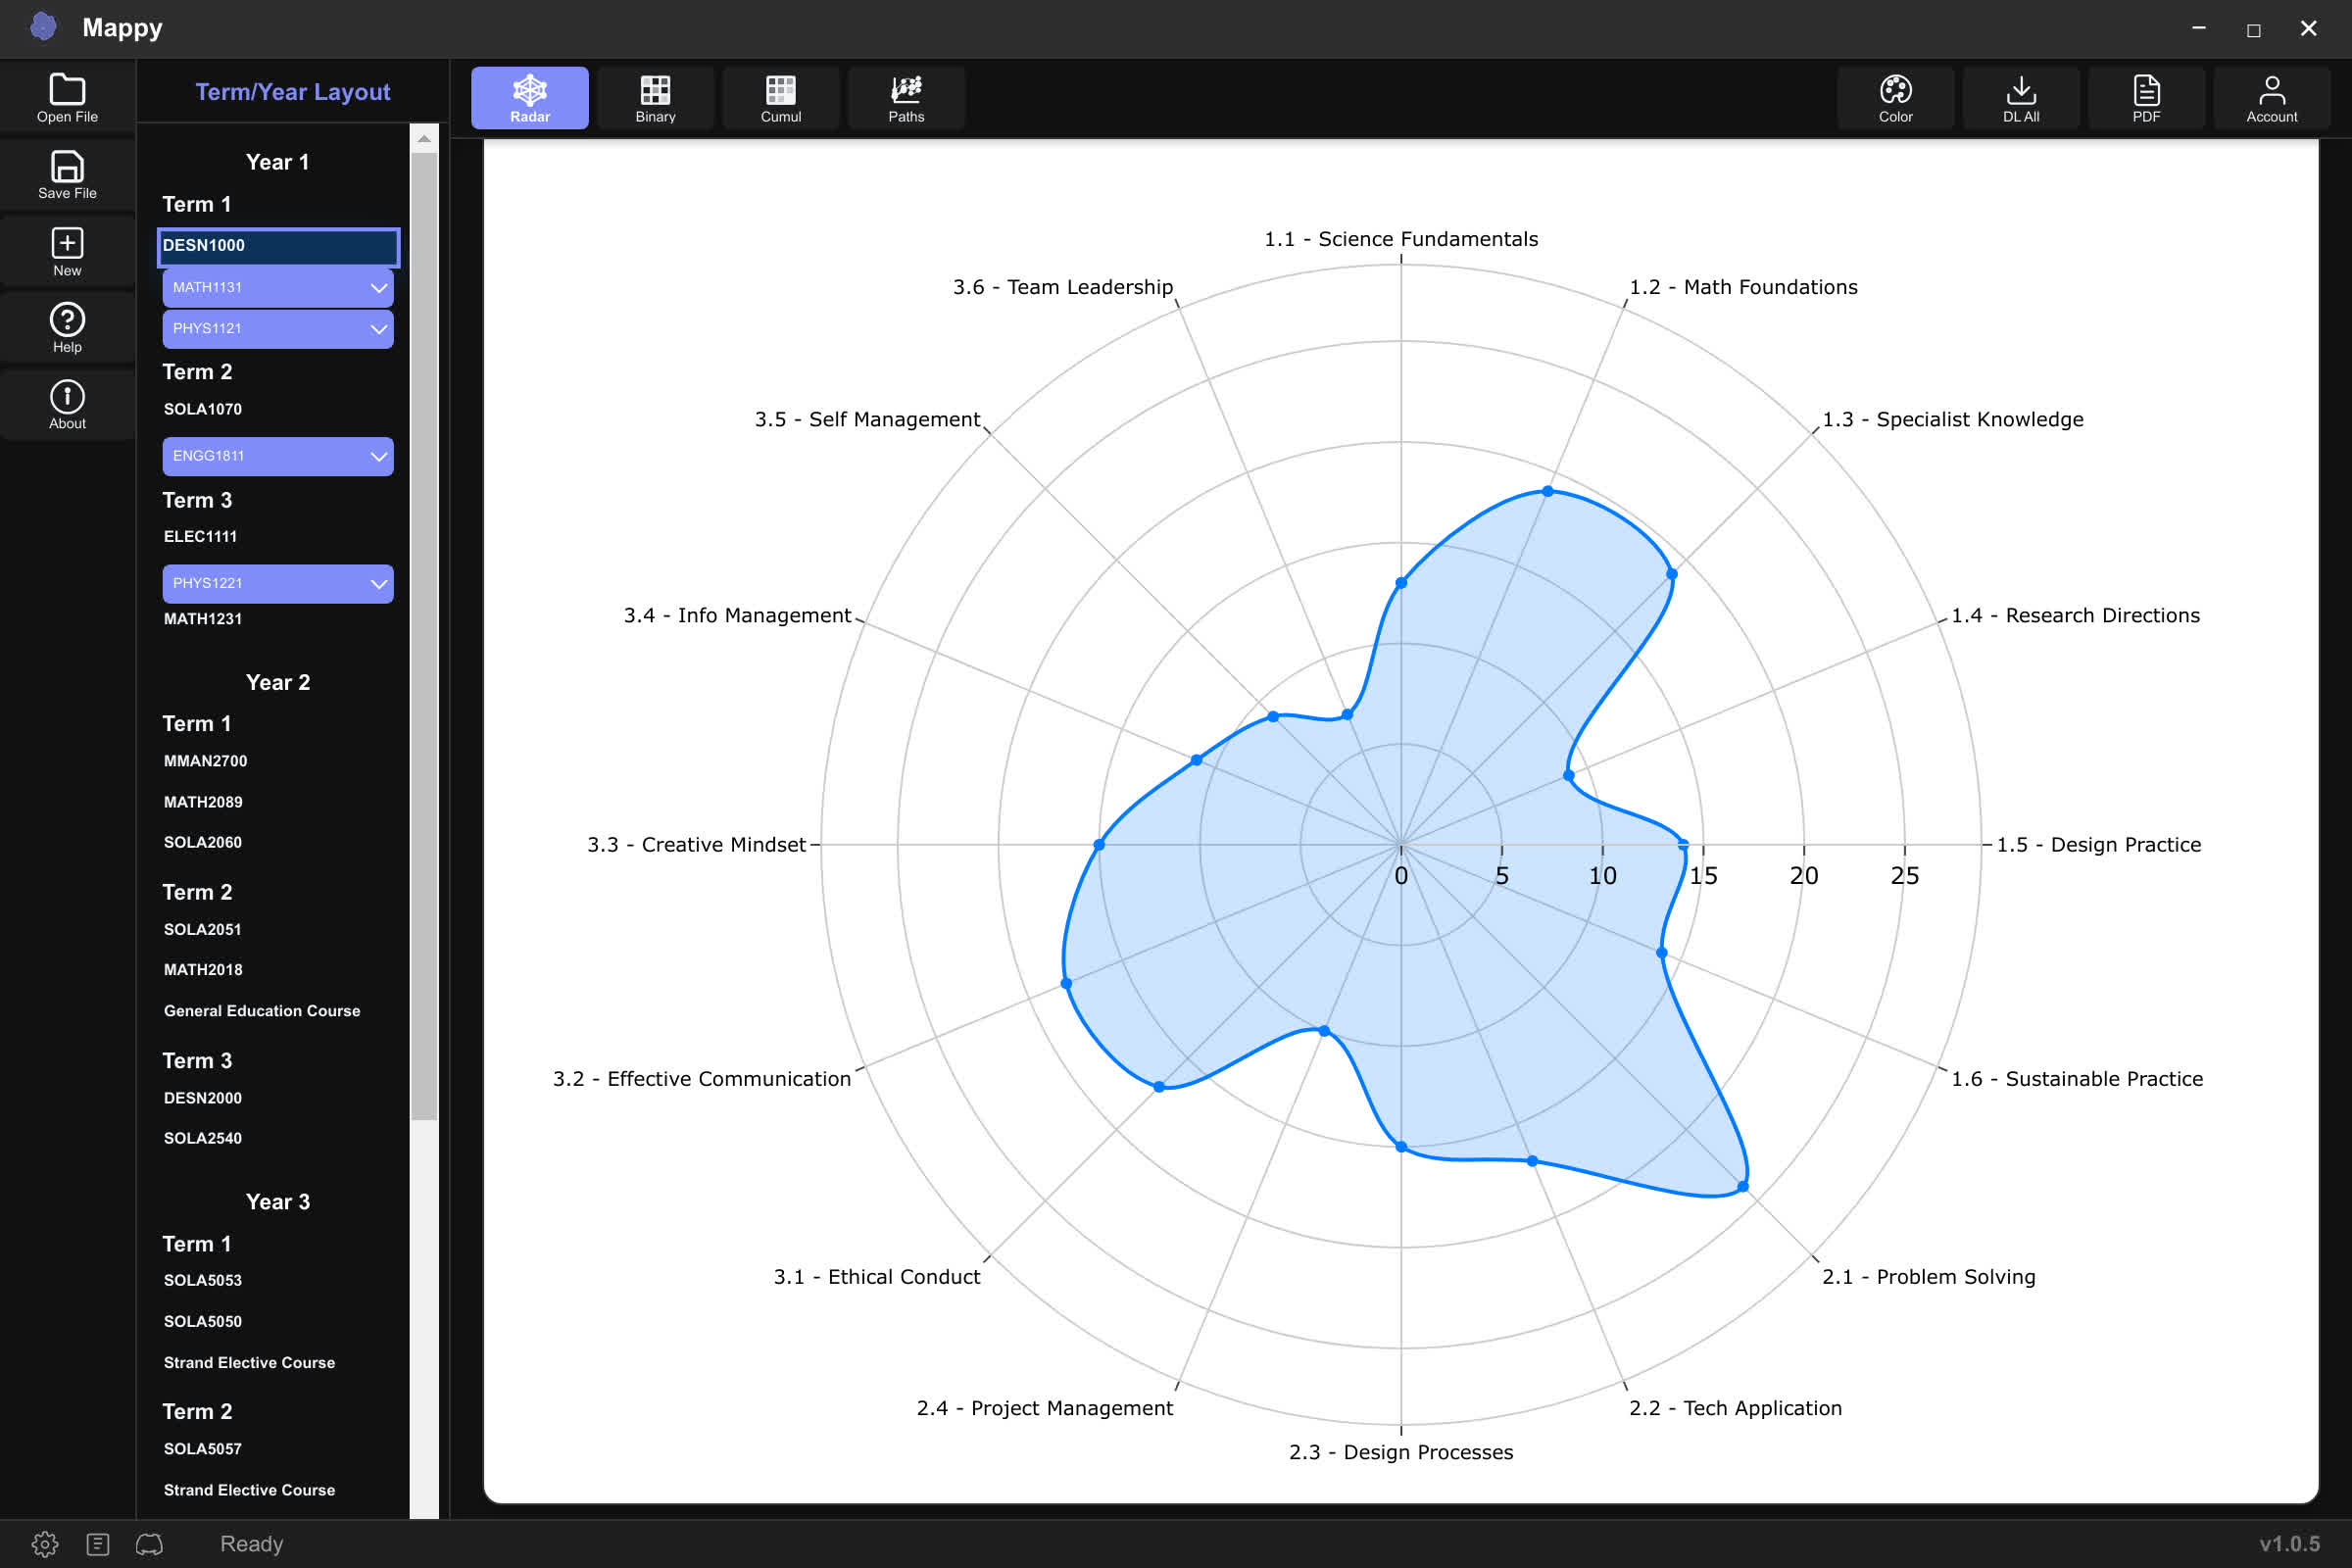 Mappy
Open File
Save File
New
Help
About
Term/Year Layout
Year 1
Term 1
DESN1000
MATH1131
PHYS1121
Term 2
SOLA1070
ENGG1811
Term 3
ELEC1111
PHYS1221
MATH1231
Year 2
Term 1
MMAN2700
MATH2089
SOLA2060
Term 2
SOLA2051
MATH2018
General Education Course
Term 3
DESN2000
SOLA2540
Year 3
Term 1
SOLA5053
SOLA5050
Strand Elective Course
Term 2
SOLA5057
Strand Elective Course
Radar
Binary
Cumul
Paths
Color
DL All
PDF
Account
1.1 - Science Fundamentals
1.2 - Math Foundations
1.3 - Specialist Knowledge
1.4 - Research Directions
1.5 - Design Practice
1.6 - Sustainable Practice
2.1 - Problem Solving
2.2 - Tech Application
2.3 - Design Processes
2.4 - Project Management
3.1 - Ethical Conduct
3.2 - Effective Communication
3.3 - Creative Mindset
3.4 - Info Management
3.5 - Self Management
3.6 - Team Leadership
0 5 10 15 20 25
Ready
v1.0.5